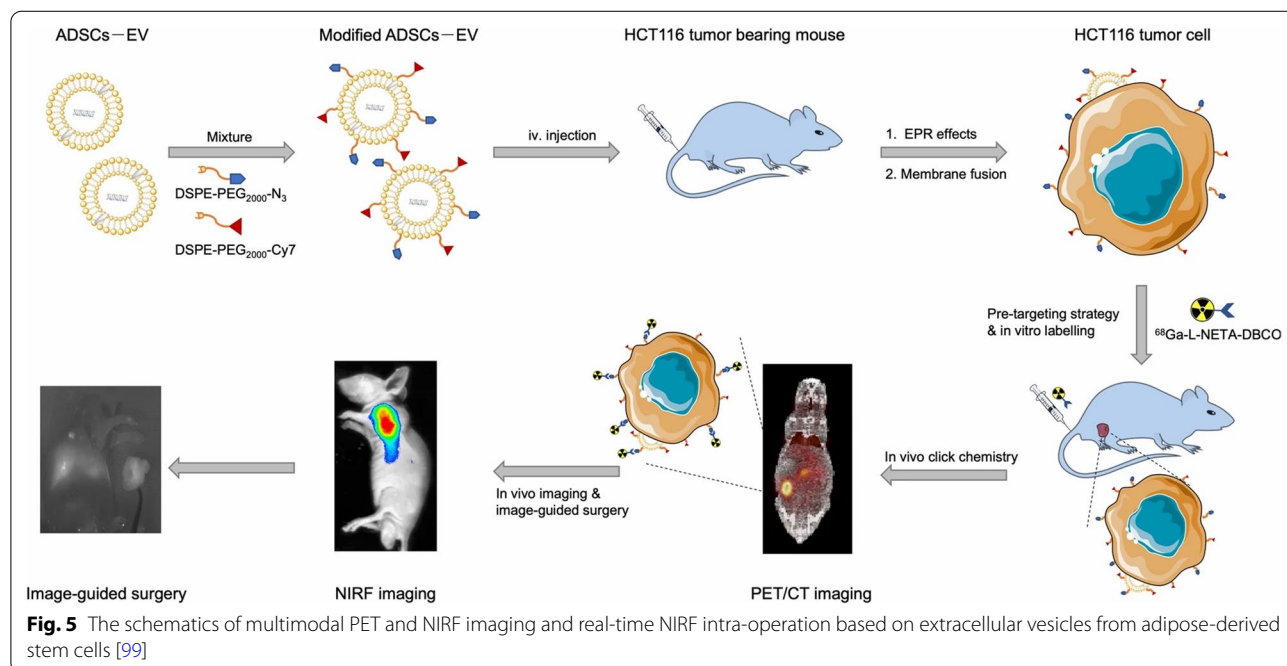 ADSCs－EV
Modified ADSCs－EV
HCT116 tumor bearing mouse
HCT116 tumor cell
Mixture
DSPE-PEG₂₀₀₀-N₃
DSPE-PEG₂₀₀₀-Cy7
iv. injection
1. EPR effects
2. Membrane fusion
Pre-targeting strategy
& in vitro labelling
⁶⁸Ga-L-NETA-DBCO
In vivo click chemistry
In vivo imaging &
image-guided surgery
Image-guided surgery
NIRF imaging
PET/CT imaging
Fig. 5 The schematics of multimodal PET and NIRF imaging and real-time NIRF intra-operation based on extracellular vesicles from adipose-derived
stem cells [99]